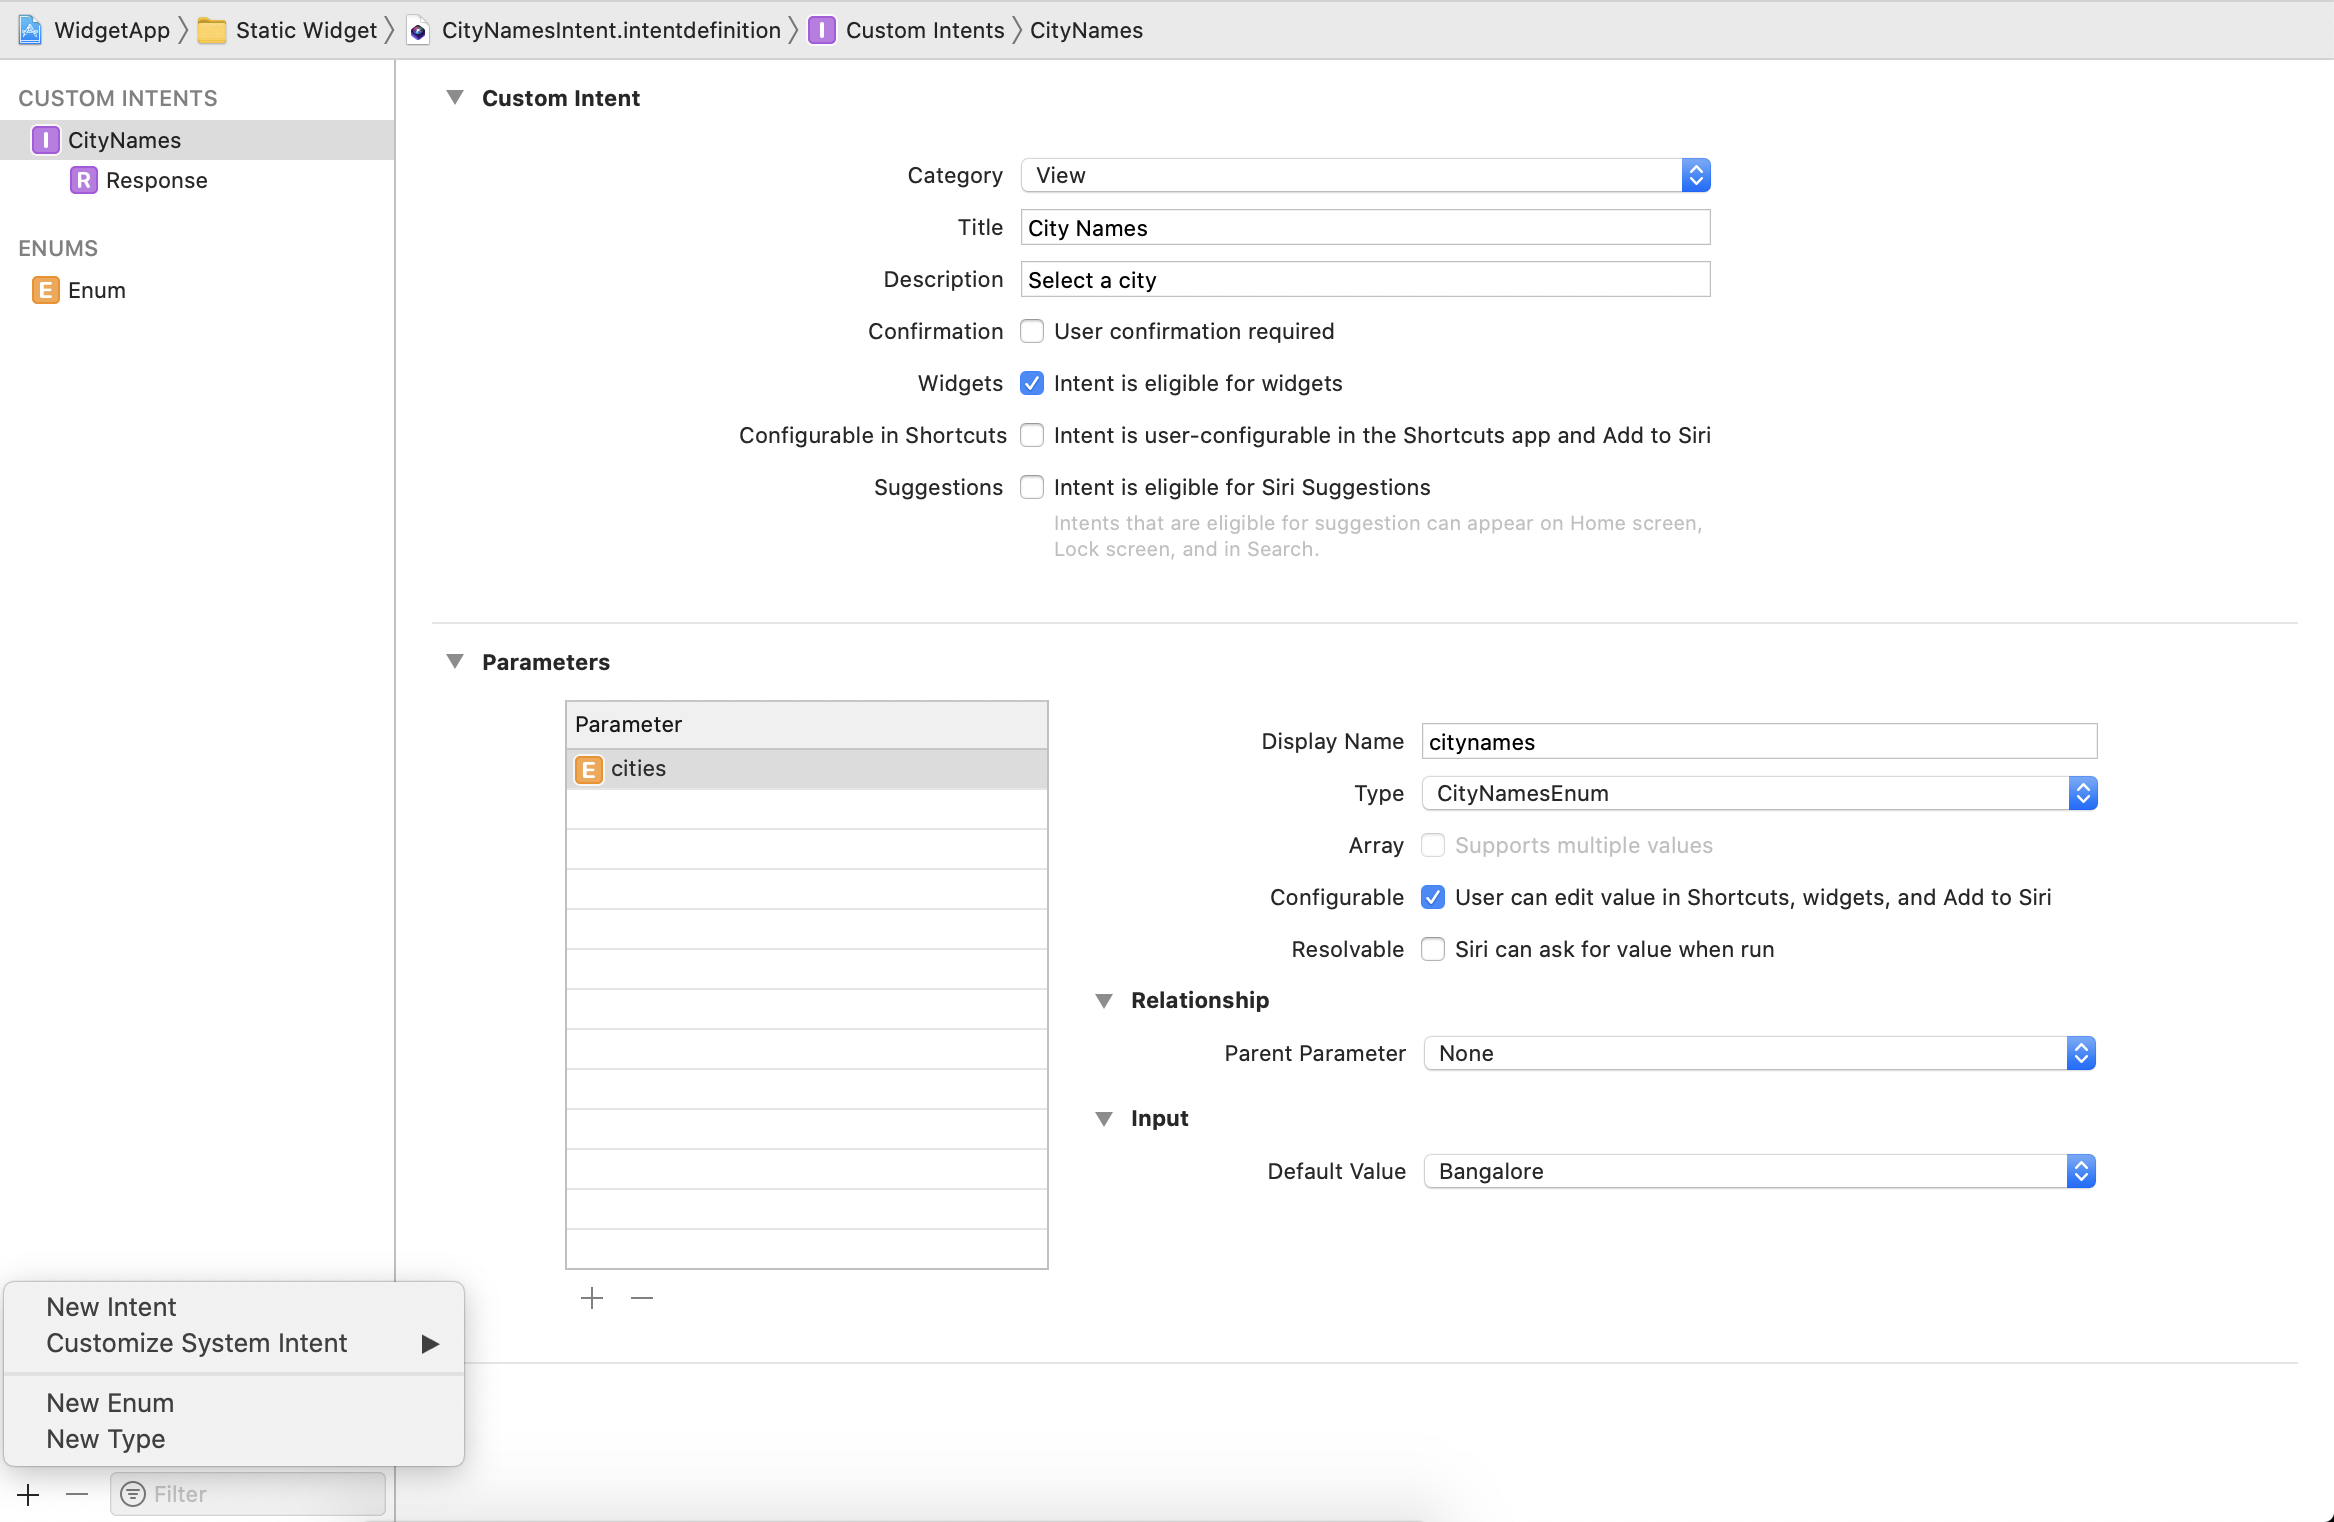 WidgetApp Static Widget CityNamesIntent.intentdefinition I Custom Intents CityNames
CUSTOM INTENTS
I CityNames
R Response
ENUMS
E Enum
Custom Intent
Category View
Title City Names
Description Select a city
Confirmation User confirmation required
Widgets Intent is eligible for widgets
Configurable in Shortcuts Intent is user-configurable in the Shortcuts app and Add to Siri
Suggestions Intent is eligible for Siri Suggestions
Intents that are eligible for suggestion can appear on Home screen,
Lock screen, and in Search.
Parameters
Parameter
E cities
Display Name citynames
Type CityNamesEnum
Array Supports multiple values
Configurable User can edit value in Shortcuts, widgets, and Add to Siri
Resolvable Siri can ask for value when run
Relationship
Parent Parameter None
Input
Default Value Bangalore
New Intent
Customize System Intent
New Enum
New Type
Filter